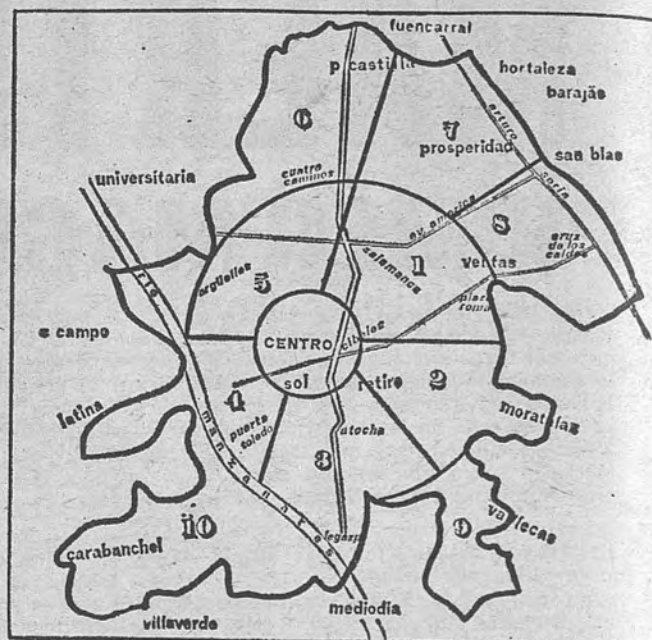 fuencarral
p. castilla
hortaleza
barajas
6
7
arturo
soria
prosperidad
san blas
universitaria
cuatro
caminos
av. america
8
cruz
de los
caidos
salamanca
1
ventas
argüelles
5
plaza
roma
rio
manzanares
c campo
CENTRO
cibeles
sol
retiro
2
4
latina
puerta
toledo
moratalaz
atocha
3
10
9
vallecas
legazpi
carabanchel
villaverde
mediodia